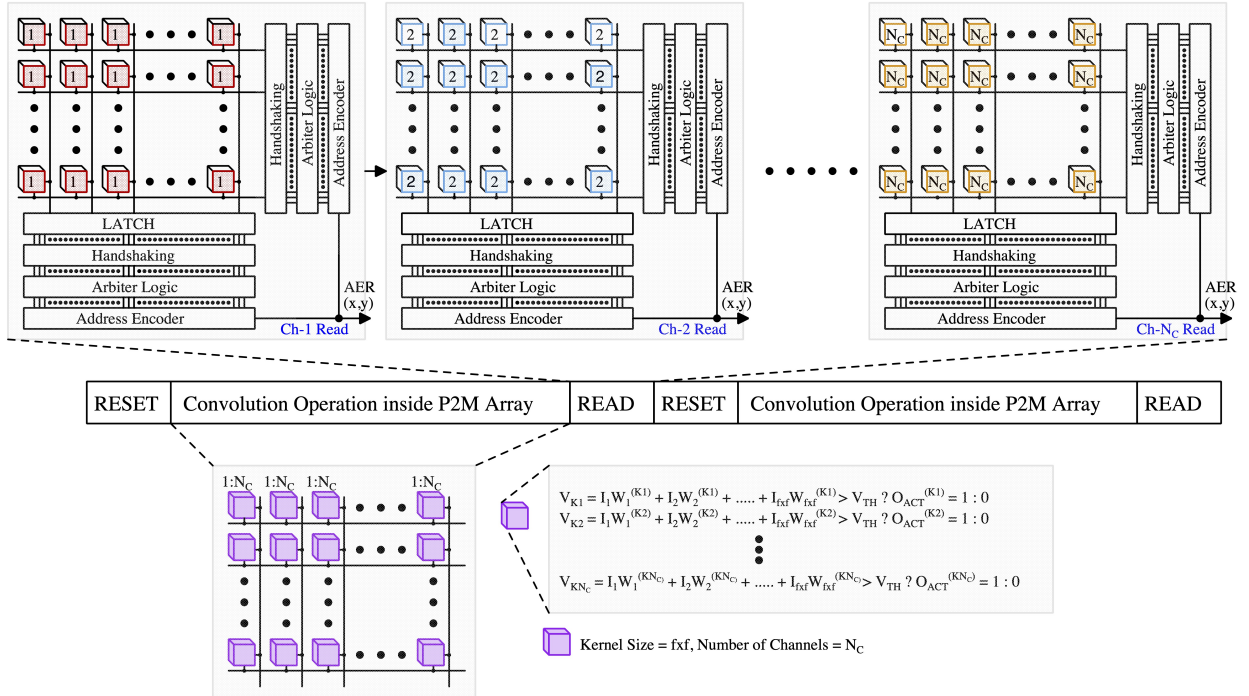 1 1 1 1
1 1 1 1
1 1 1 1
Handshaking
Arbiter Logic
Address Encoder
LATCH
Handshaking
Arbiter Logic
Address Encoder
AER
(x,y)
Ch-1 Read
2 2 2 2
2 2 2 2
2 2 2 2
Handshaking
Arbiter Logic
Address Encoder
LATCH
Handshaking
Arbiter Logic
Address Encoder
AER
(x,y)
Ch-2 Read
N_C N_C N_C N_C
N_C N_C N_C N_C
N_C N_C N_C N_C
Handshaking
Arbiter Logic
Address Encoder
LATCH
Handshaking
Arbiter Logic
Address Encoder
AER
(x,y)
Ch-N_C Read
RESET Convolution Operation inside P2M Array READ RESET Convolution Operation inside P2M Array READ
1:N_C 1:N_C 1:N_C 1:N_C
V_K1 = I_1W_1^(K1) + I_2W_2^(K1) + ..... + I_fxfW_fxf^(K1) > V_TH ? O_ACT^(K1) = 1 : 0
V_K2 = I_1W_1^(K2) + I_2W_2^(K2) + ..... + I_fxfW_fxf^(K2) > V_TH ? O_ACT^(K2) = 1 : 0
V_KN_C = I_1W_1^(KN_C) + I_2W_2^(KN_C) + ..... + I_fxfW_fxf^(KN_C) > V_TH ? O_ACT^(KN_C) = 1 : 0
Kernel Size = fxf, Number of Channels = N_C